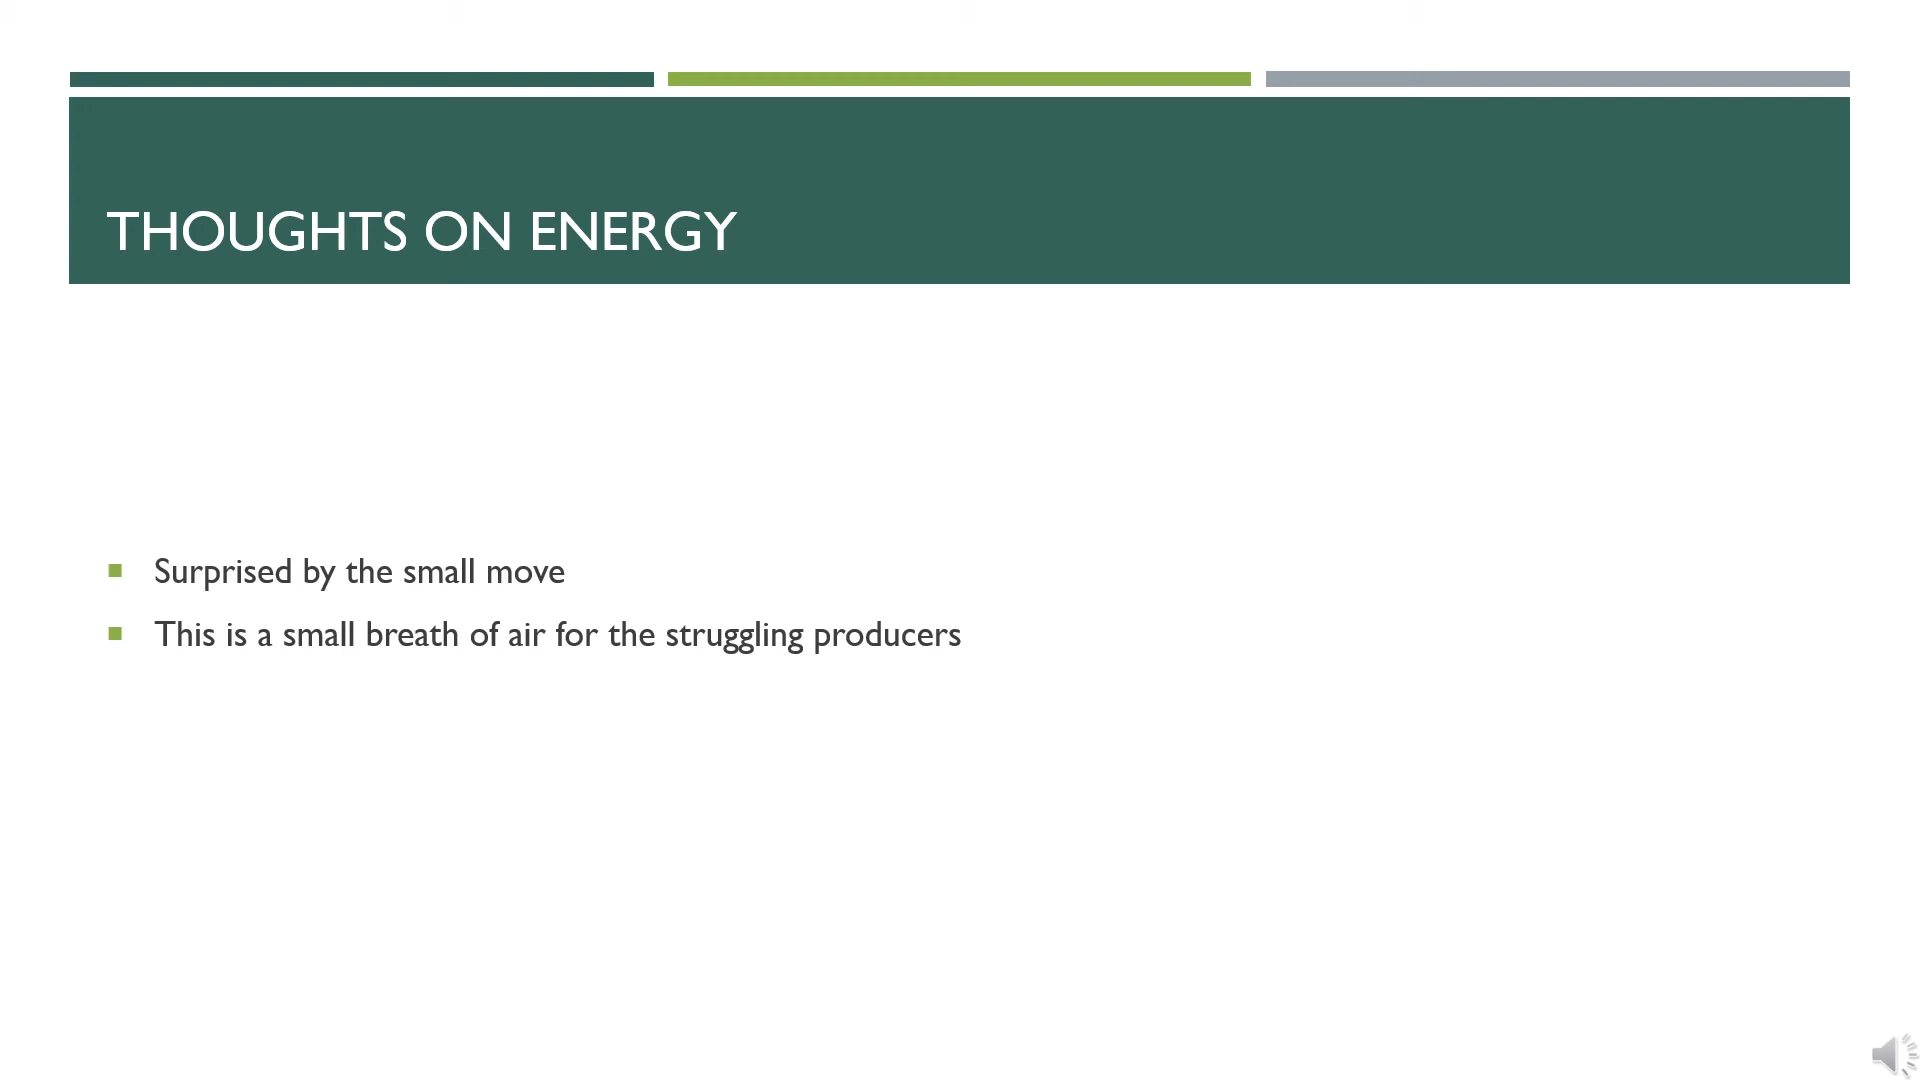 THOUGHTS ON ENERGY
Surprised by the small move
This is a small breath of air for the struggling producers